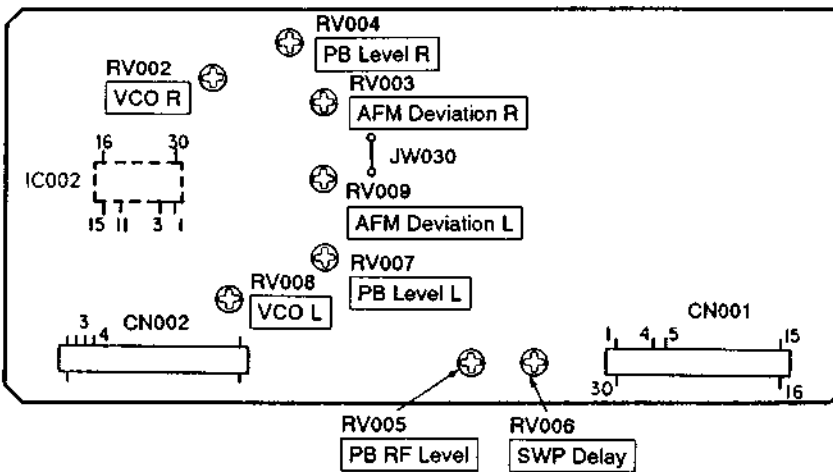 RV004
PB Level R
RV002
VCO R
RV003
AFM Deviation R
16 30
JW030
IC002
RV009
AFM Deviation L
15 11 3 1
RV007
PB Level L
RV008
VCO L
CN002
3 4
CN001
1 4 5 15
30 16
RV005
PB RF Level
RV006
SWP Delay